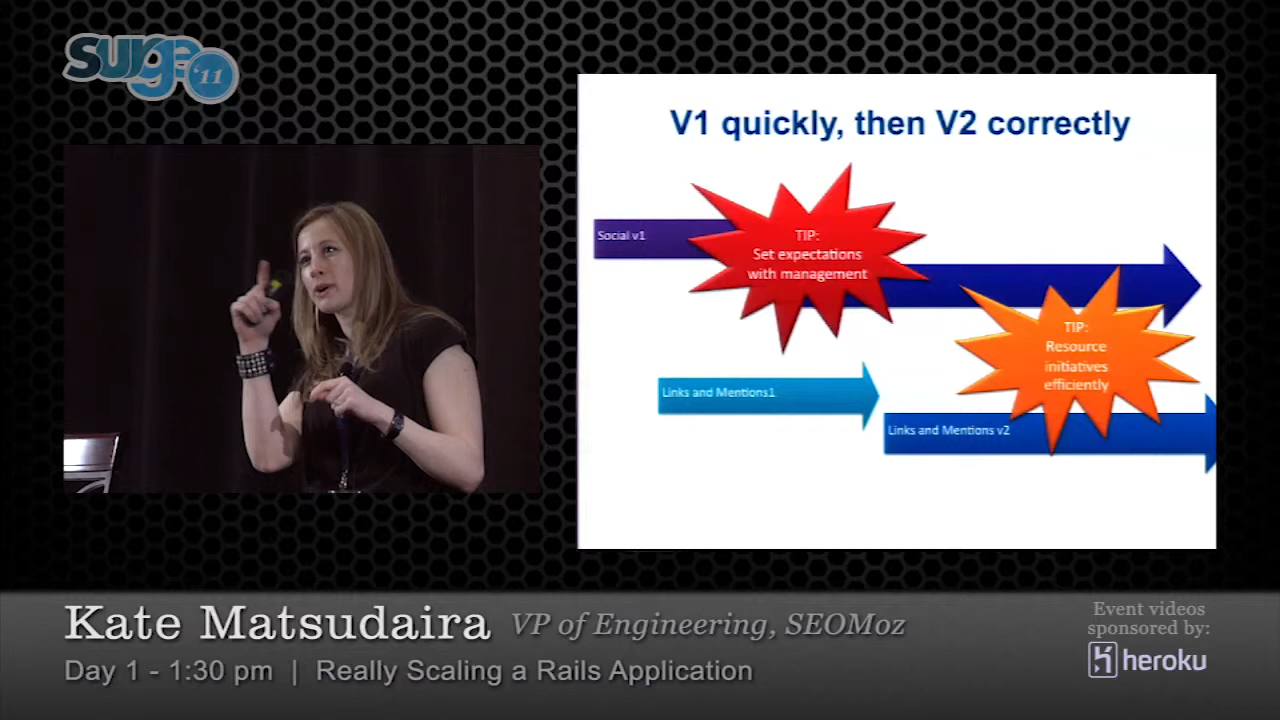 surge '11
V1 quickly, then V2 correctly
Social v1
TIP:
Set expectations
with management
TIP:
Resource
initiatives
efficiently
Links and Mentions1
Links and Mentions v2
Kate Matsudaira VP of Engineering, SEOMoz
Day 1 - 1:30 pm | Really Scaling a Rails Application
Event videos
sponsored by:
heroku